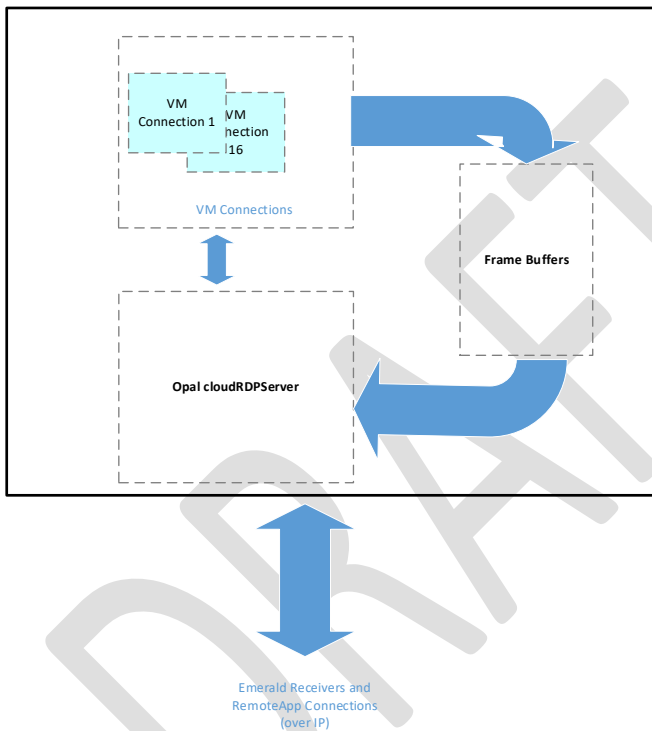 VM
Connection 1
VM
nection
16
VM Connections
Frame Buffers
Opal cloudRDPServer
Emerald Receivers and
RemoteApp Connections
(over IP)
DRAFT